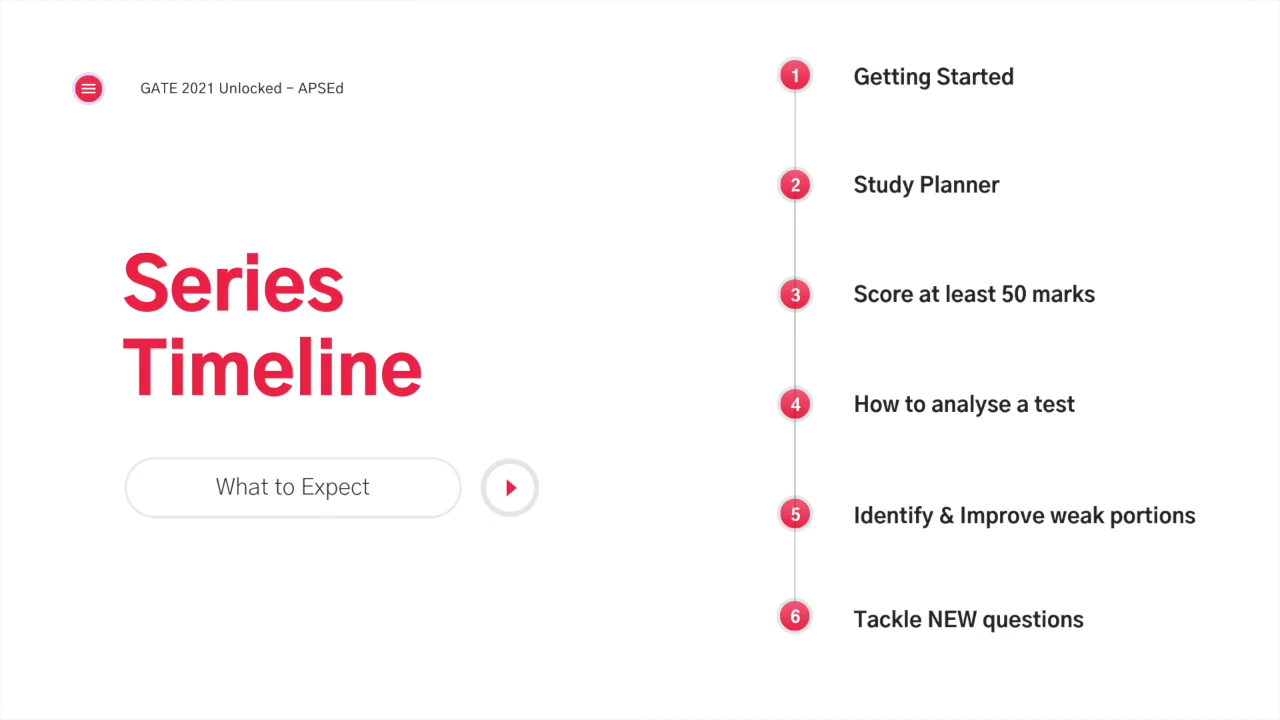 GATE 2021 Unlocked – APSEd
Series
Timeline
What to Expect
1 Getting Started
2 Study Planner
3 Score at least 50 marks
4 How to analyse a test
5 Identify & Improve weak portions
6 Tackle NEW questions